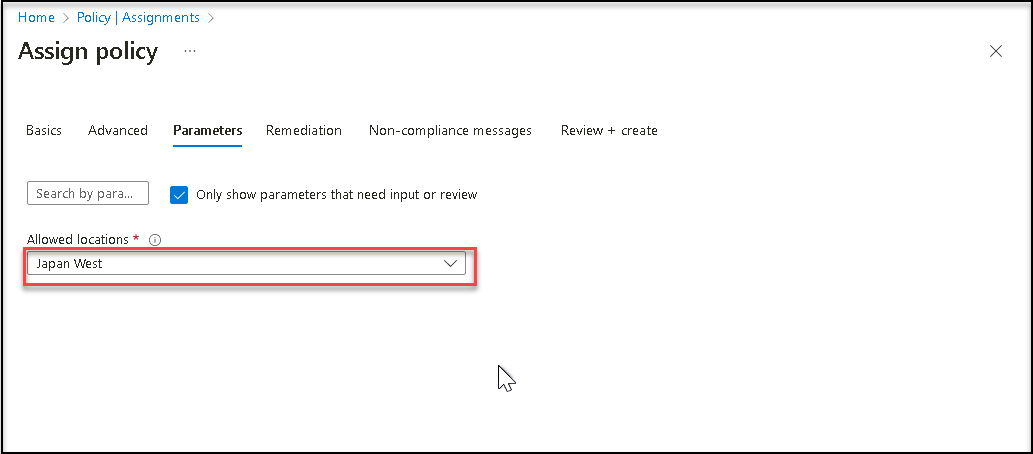 Home > Policy | Assignments >
Assign policy ...
Basics Advanced Parameters Remediation Non-compliance messages Review + create
Search by para... Only show parameters that need input or review
Allowed locations *
Japan West